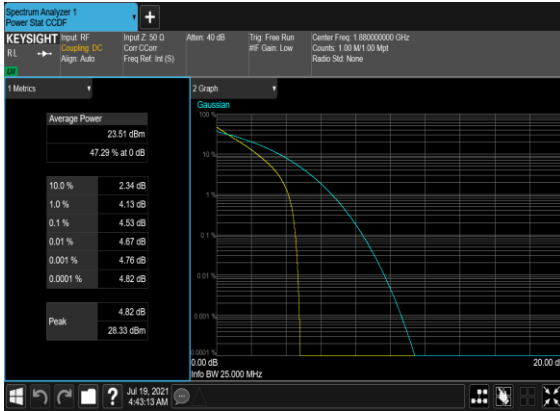 Spectrum Analyzer 1
Power Stat CCDF
KEYSIGHT Input: RF Input Z: 50 Ω Atten: 40 dB Trig: Free Run Center Freq: 1.880000000 GHz
RL Coupling: DC Corr CCorr #IF Gain: Low Counts: 1.00 M/1.00 Mpt
Align: Auto Freq Ref: Int (S) Radio Std: None
1 Metrics
2 Graph
Average Power
23.51 dBm
47.29 % at 0 dB
10.0 % 2.34 dB
1.0 % 4.13 dB
0.1 % 4.53 dB
0.01 % 4.67 dB
0.001 % 4.76 dB
0.0001 % 4.82 dB
Peak
4.82 dB
28.33 dBm
Gaussian
100 %
10 %
1 %
0.1 %
0.01 %
0.001 %
0.0001 %
0.00 dB 20.00 d
Info BW 25.000 MHz
?
Jul 19, 2021
4:43:13 AM